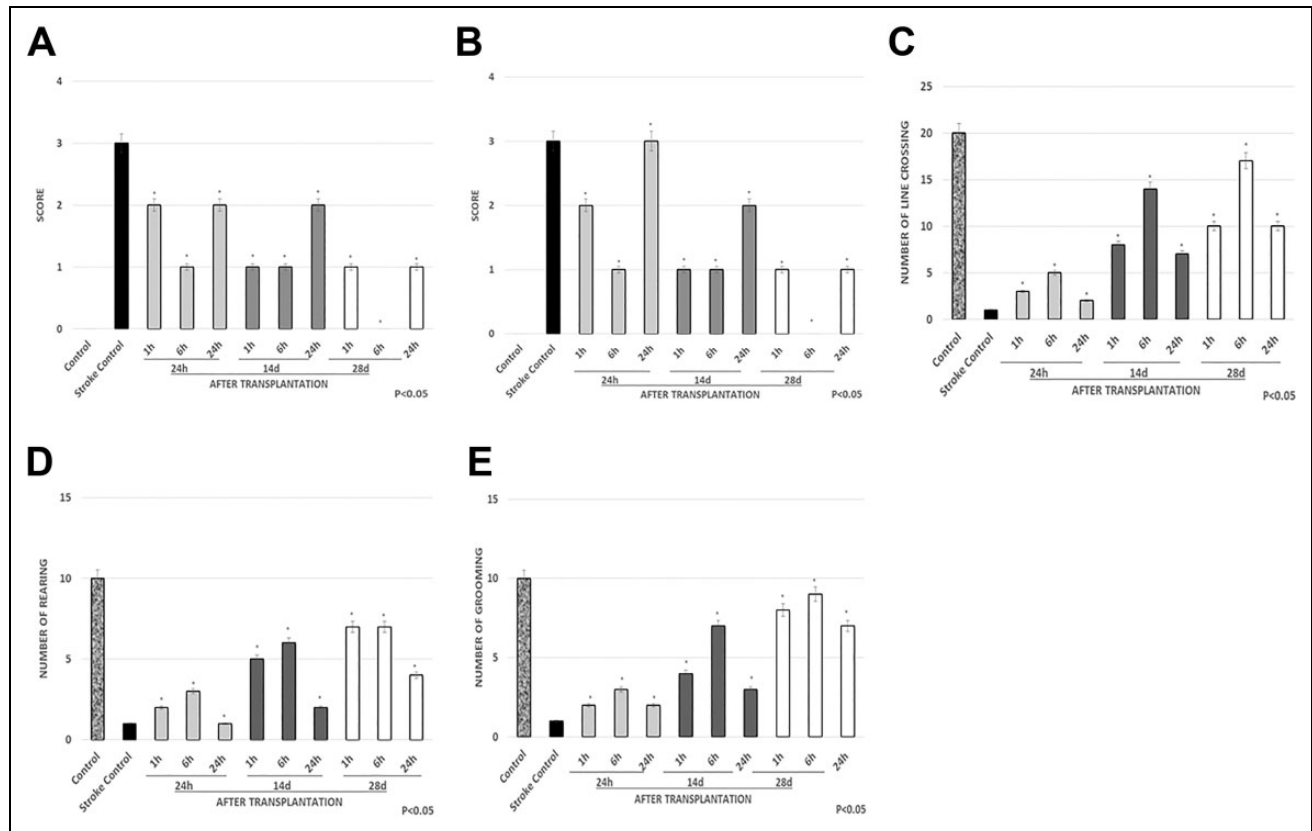 A
4
3
2
1
0
SCORE
*
*
*
*
*
*
*
*
*
Control
Stroke Control
1h
6h
24h
1h
6h
24h
1h
6h
24h
24h 14d 28d
AFTER TRANSPLANTATION
P<0.05
B
4
3
2
1
0
SCORE
*
*
*
*
*
*
*
*
*
Control
Stroke Control
1h
6h
24h
1h
6h
24h
1h
6h
24h
24h 14d 28d
AFTER TRANSPLANTATION
P<0.05
C
25
20
15
10
5
0
NUMBER OF LINE CROSSING
*
*
*
*
*
*
*
*
*
Control
Stroke Control
1h
6h
24h
1h
6h
24h
1h
6h
24h
24h 14d 28d
AFTER TRANSPLANTATION
P<0.05
D
15
10
5
0
NUMBER OF REARING
*
*
*
*
*
*
*
*
*
Control
Stroke Control
1h
6h
24h
1h
6h
24h
1h
6h
24h
24h 14d 28d
AFTER TRANSPLANTATION
P<0.05
E
15
10
5
0
NUMBER OF GROOMING
*
*
*
*
*
*
*
*
*
Control
Stroke Control
1h
6h
24h
1h
6h
24h
1h
6h
24h
24h 14d 28d
AFTER TRANSPLANTATION
P<0.05